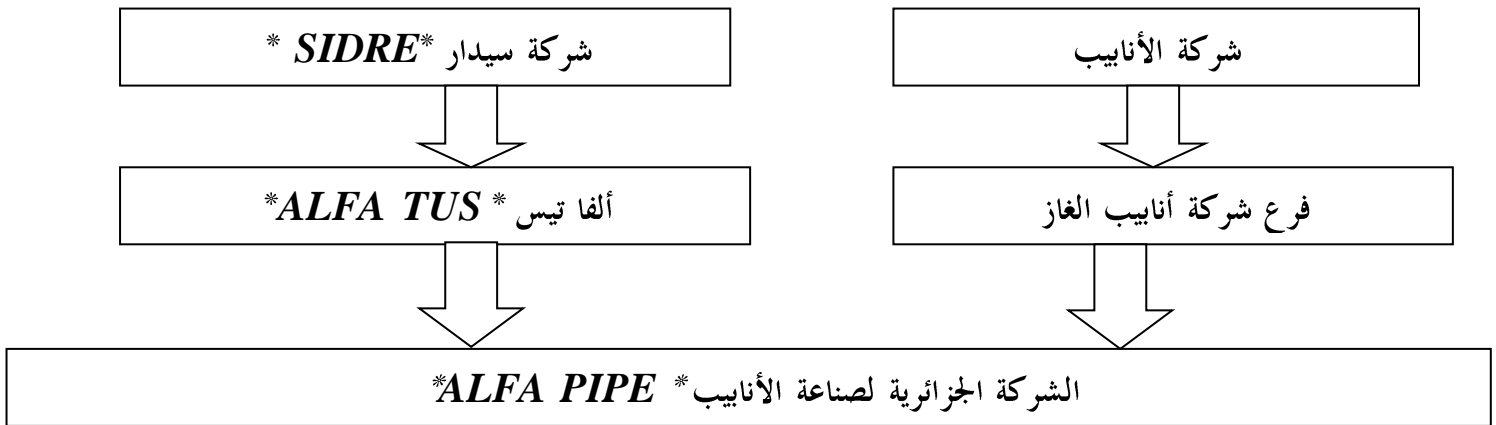 شركة الأنابيب
شركة سيدار *SIDRE *
فرع شركة أنابيب الغاز
ألفا تيس * ALFA TUS*
الشركة الجزائرية لصناعة الأنابيب* ALFA PIPE*